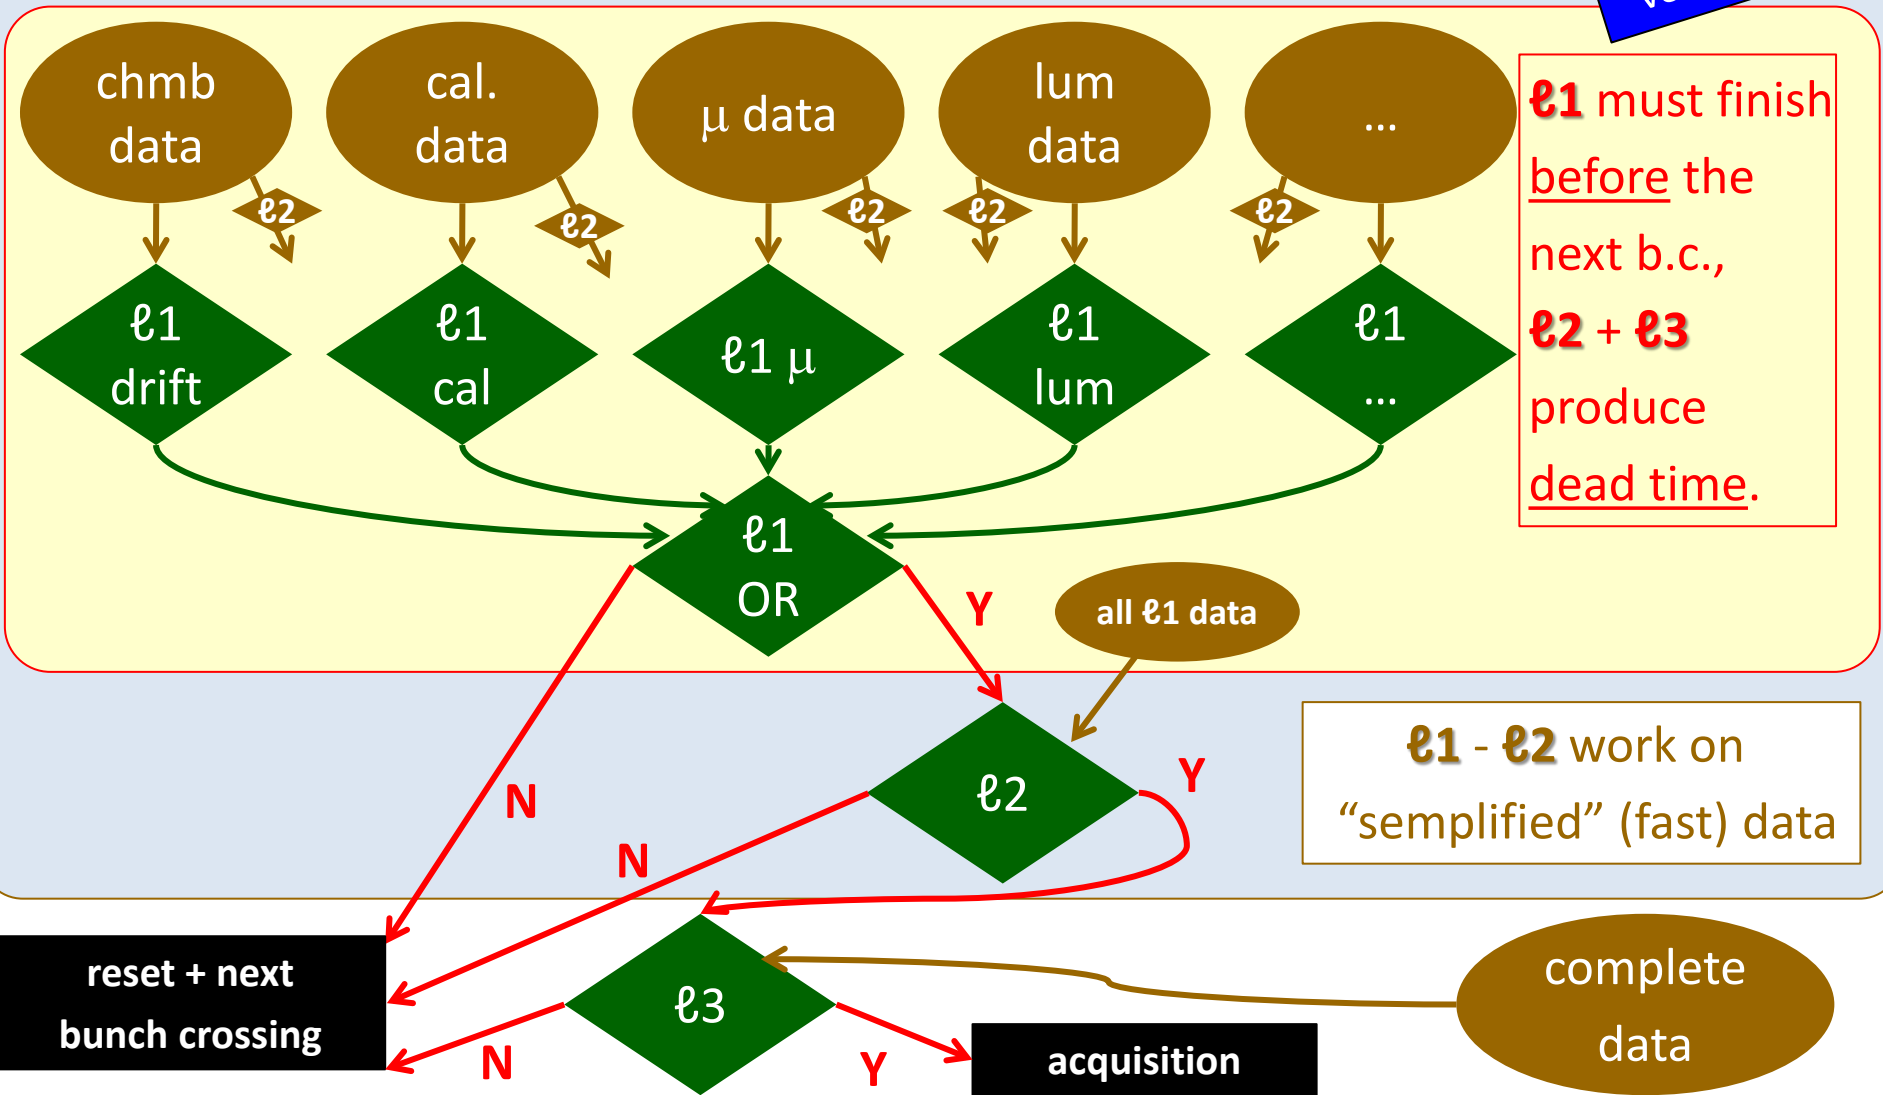 chmb
data
cal.
data
μ data
lum
data
...
ℓ2
ℓ2
ℓ2
ℓ2
ℓ2
ℓ1
drift
ℓ1
cal
ℓ1 μ
ℓ1
lum
ℓ1
...
ℓ1 must finish
before the
next b.c.,
ℓ2 + ℓ3
produce
dead time.
ℓ1
OR
Y
all ℓ1 data
N
ℓ2
Y
N
ℓ1 - ℓ2 work on
“semplified” (fast) data
reset + next
bunch crossing
ℓ3
N
Y
acquisition
complete
data